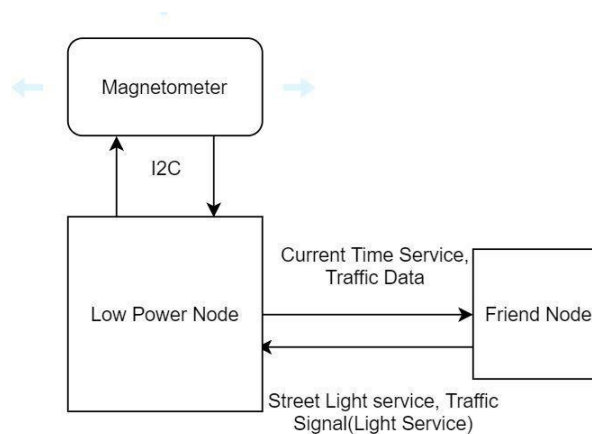 Magnetometer
I2C
Current Time Service,
Traffic Data
Low Power Node
Friend Node
Street Light service, Traffic
Signal(Light Service)